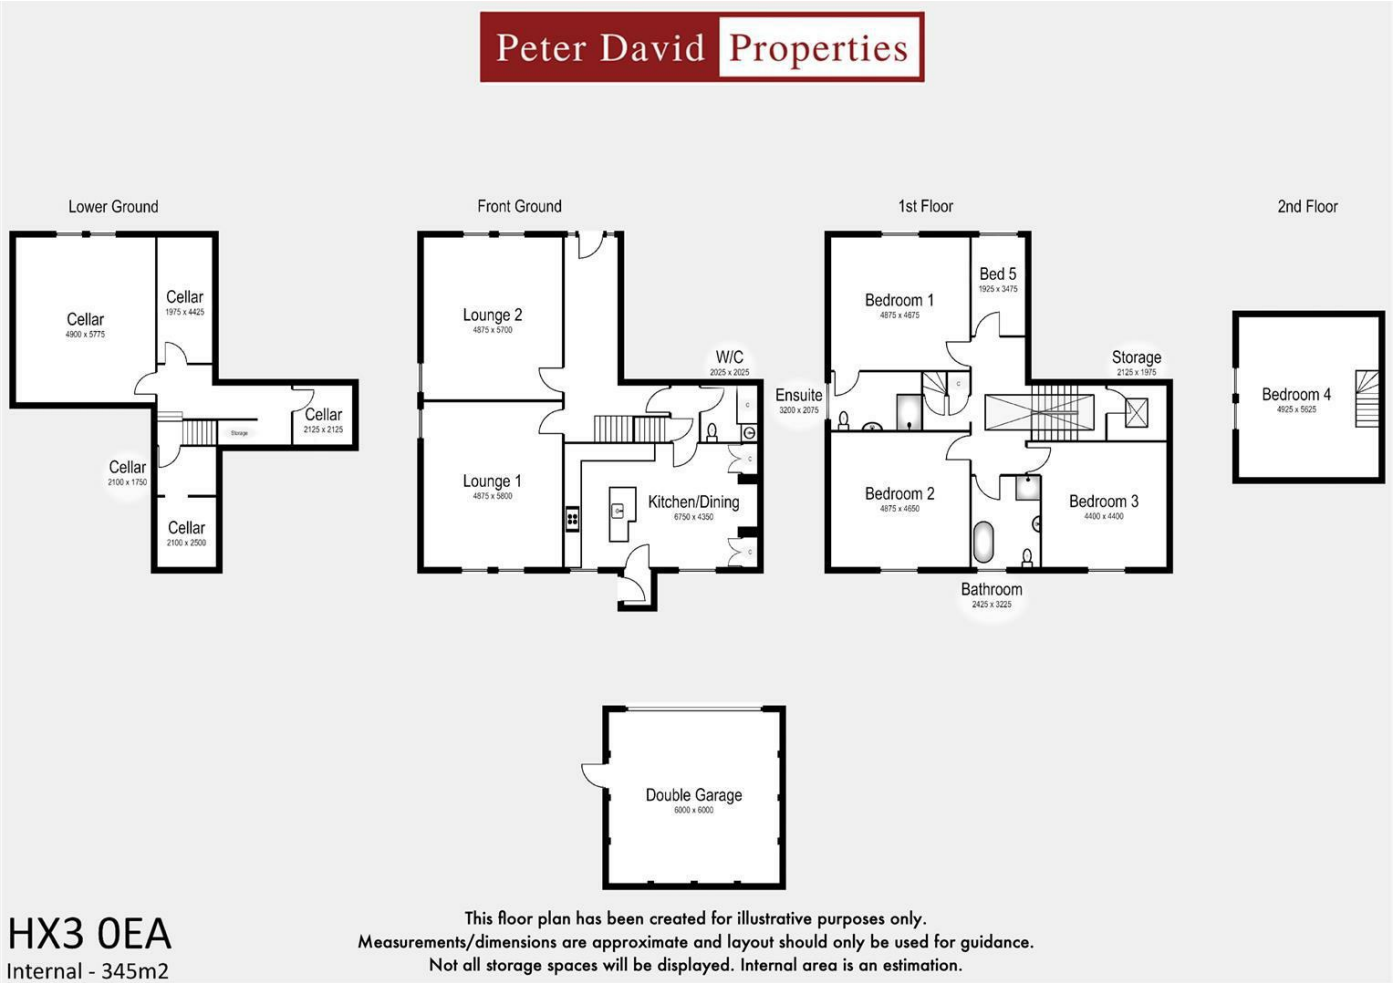 Peter David Properties
Lower Ground
Front Ground
1st Floor
2nd Floor
Cellar
4900 x 5775
Cellar
1975 x 4425
Cellar
2125 x 2125
Storage
Cellar
2100 x 1750
Cellar
2100 x 2500
Lounge 2
4875 x 5700
W/C
2025 x 2025
C
Lounge 1
4875 x 5800
Kitchen/Dining
6750 x 4350
C
C
Bedroom 1
4875 x 4675
Bed 5
1925 x 3475
Storage
2125 x 1975
Ensuite
3200 x 2075
C
Bedroom 2
4875 x 4650
Bedroom 3
4400 x 4400
Bathroom
2425 x 3225
Bedroom 4
4925 x 5625
Double Garage
6000 x 6000
HX3 0EA
Internal - 345m2
This floor plan has been created for illustrative purposes only.
Measurements/dimensions are approximate and layout should only be used for guidance.
Not all storage spaces will be displayed. Internal area is an estimation.